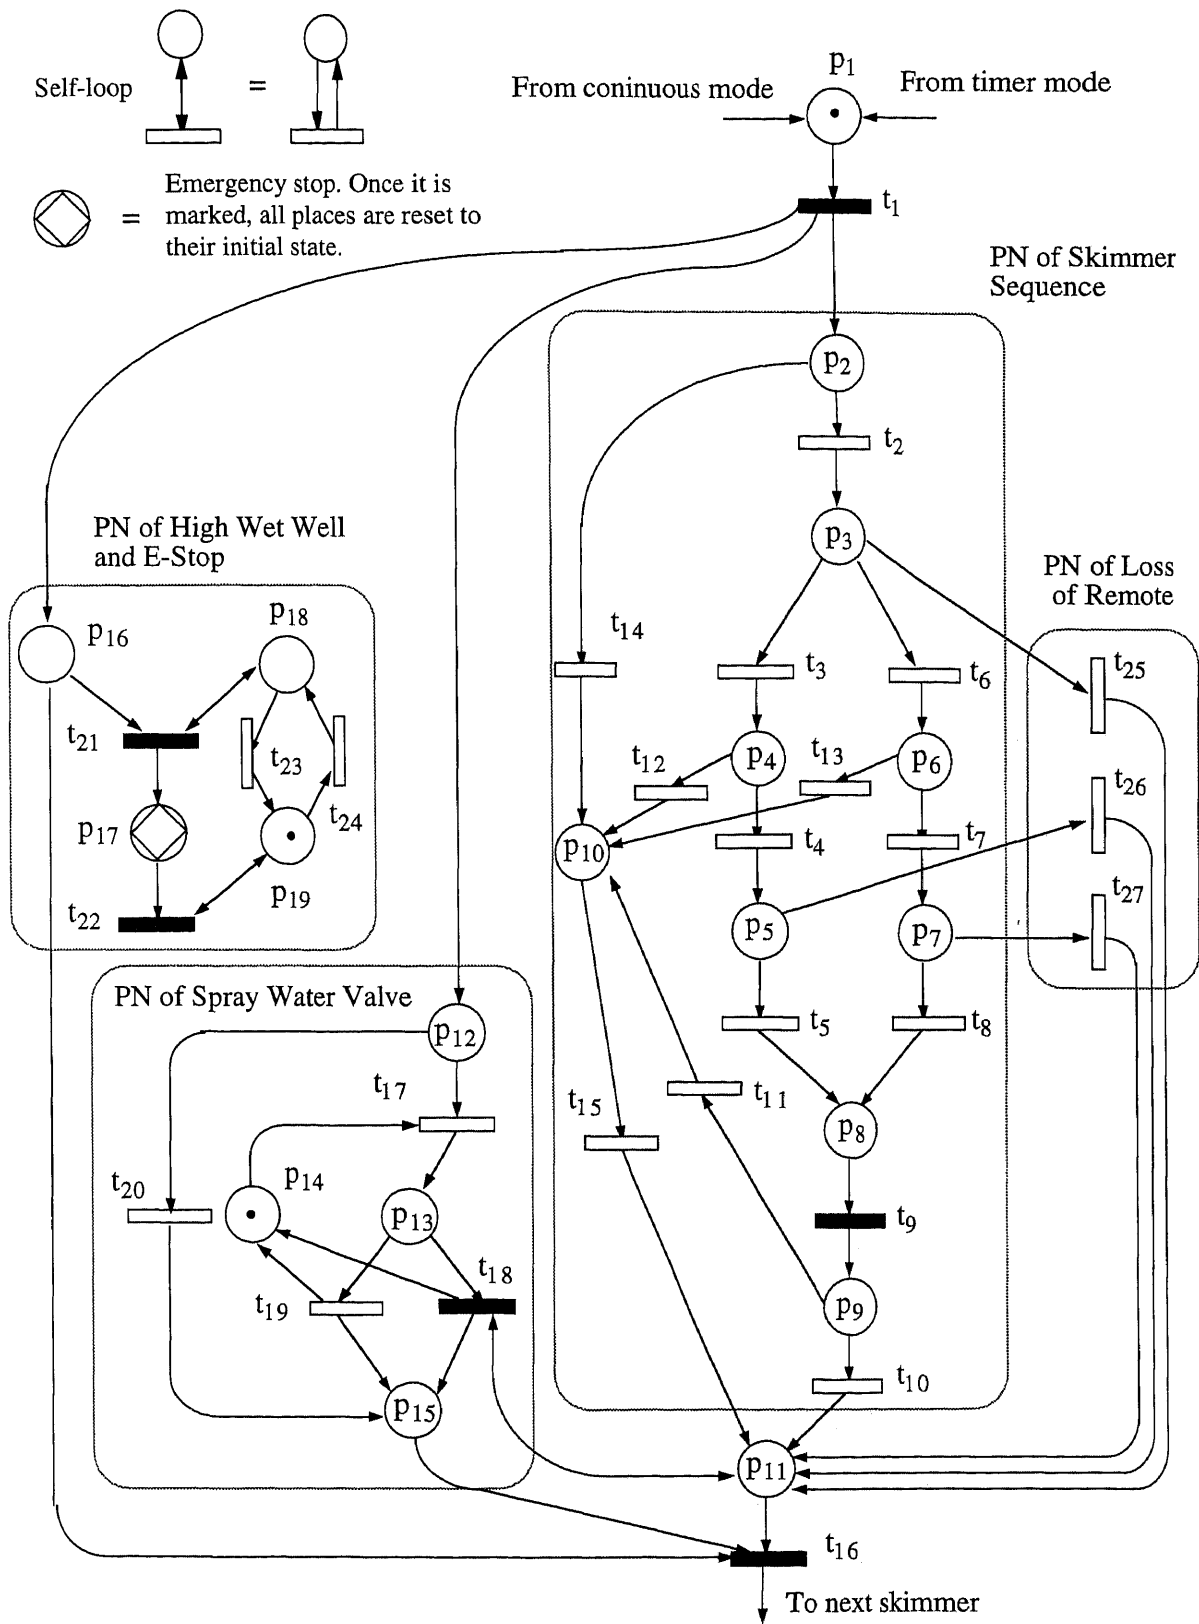 p1
From coninuous mode
From timer mode
Self-loop
=
t1
Emergency stop. Once it is
marked, all places are reset to
their initial state.
=
PN of Skimmer
Sequence
p2
t2
p3
PN of High Wet Well
and E-Stop
PN of Loss
of Remote
p16
p18
t14
t3
t6
t25
t21
t23
t24
p17
p19
t22
t12
t13
p4
p6
t26
p10
t4
t7
t27
p5
p7
PN of Spray Water Valve
p12
t5
t8
t17
t15
t11
p8
t20
p14
p13
t9
t18
t19
p9
t10
p15
p11
t16
To next skimmer